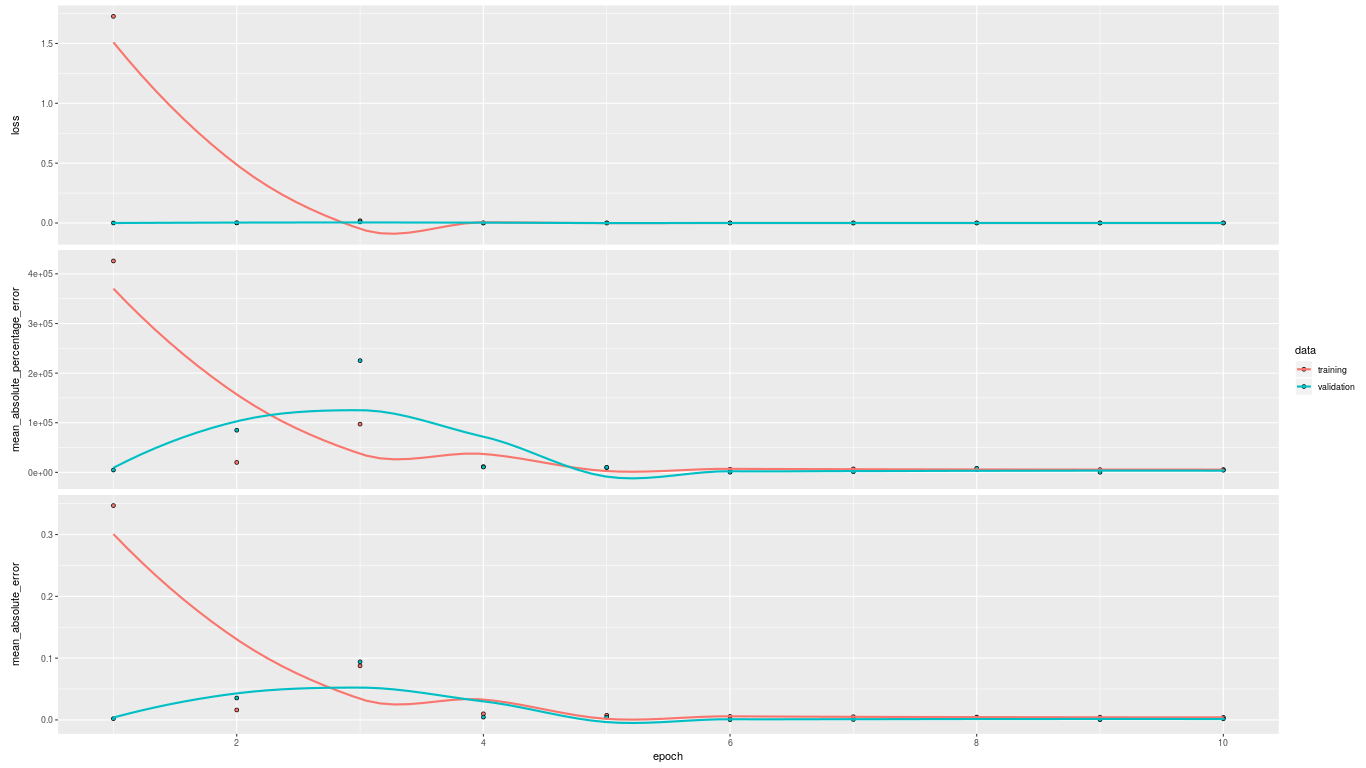 loss
1.5
1.0
0.5
0.0
mean_absolute_percentage_error
4e+05
3e+05
2e+05
1e+05
0e+00
mean_absolute_error
0.3
0.2
0.1
0.0
2
4
6
8
10
epoch
data
training
validation